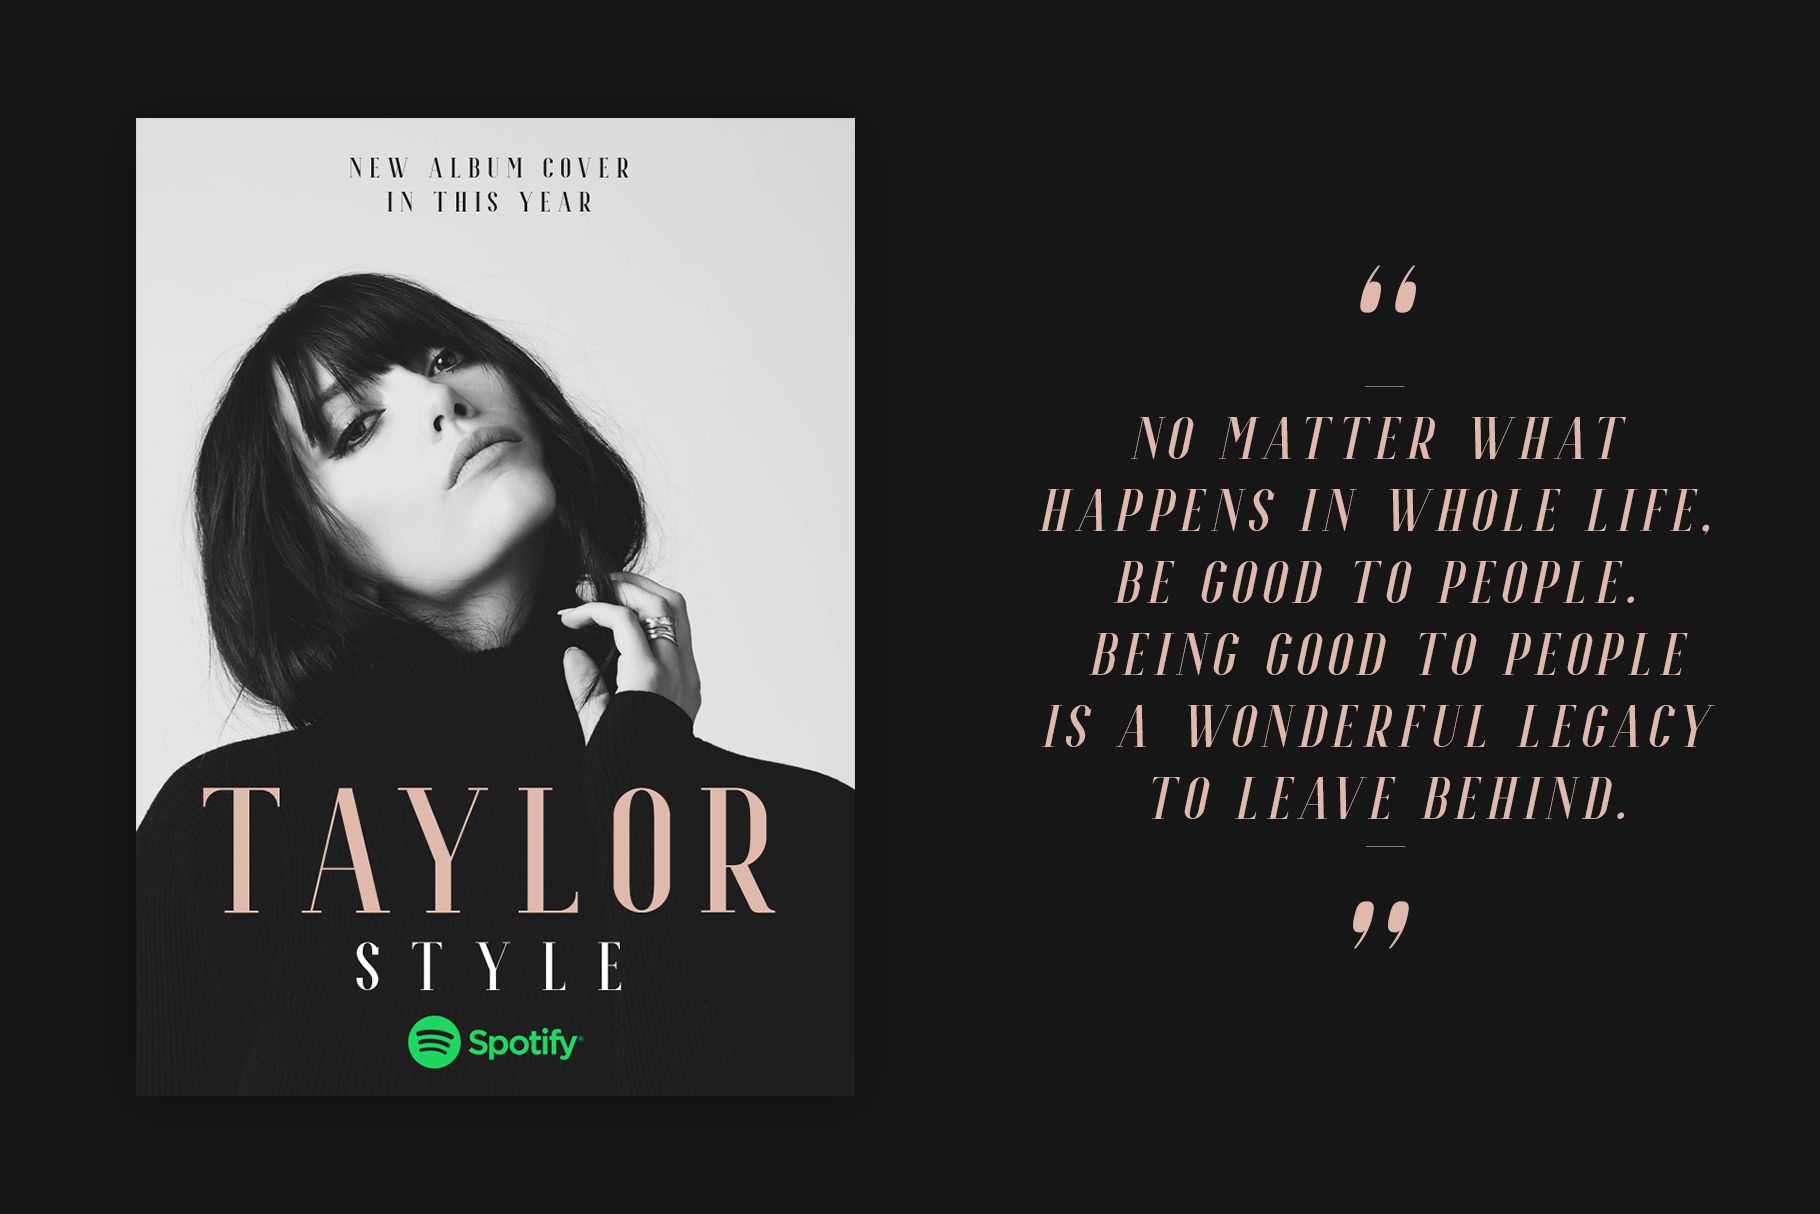 NEW ALBUM COVER
IN THIS YEAR
TAYLOR
STYLE
Spotify®
“
NO MATTER WHAT
HAPPENS IN WHOLE LIFE,
BE GOOD TO PEOPLE.
BEING GOOD TO PEOPLE
IS A WONDERFUL LEGACY
TO LEAVE BEHIND.
”